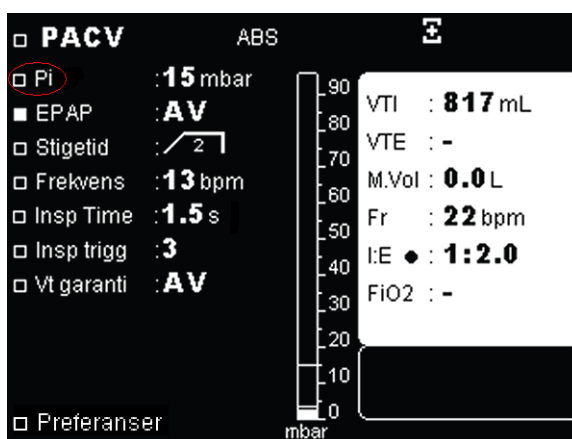 PACV ABS
Pi :15 mbar
EPAP :AV
Stigetid : 2
Frekvens :13 bpm
Insp Time :1.5 s
Insp trigg :3
Vt garanti :AV
Preferanser
90
80
70
60
50
40
30
20
10
0
mbar
VTI : 817 mL
VTE : -
M.Vol : 0.0 L
Fr : 22 bpm
I:E ● : 1:2.0
FiO2 : -